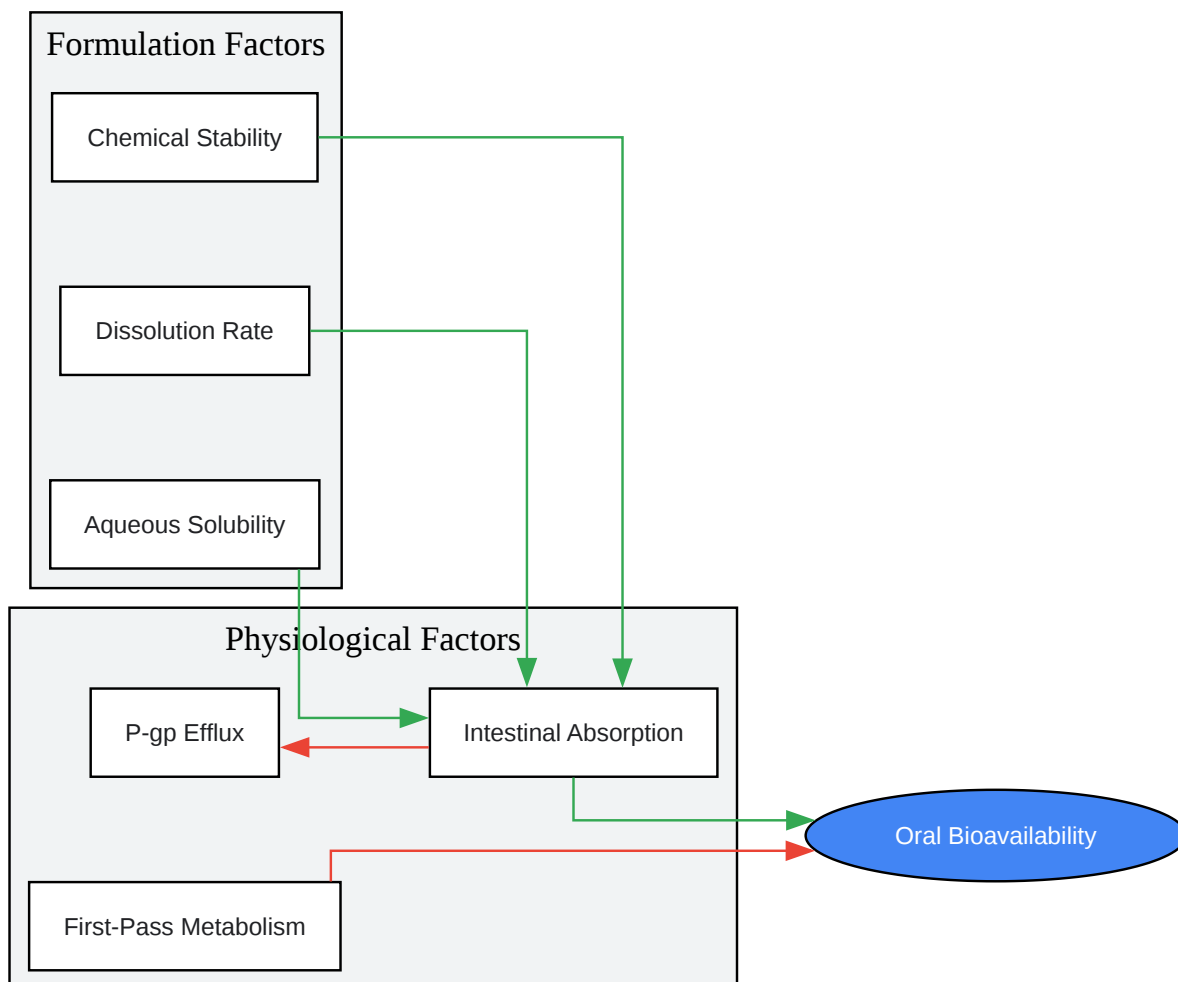 Formulation Factors
Chemical Stability
Dissolution Rate
Aqueous Solubility
Physiological Factors
P-gp Efflux
Intestinal Absorption
Oral Bioavailability
First-Pass Metabolism